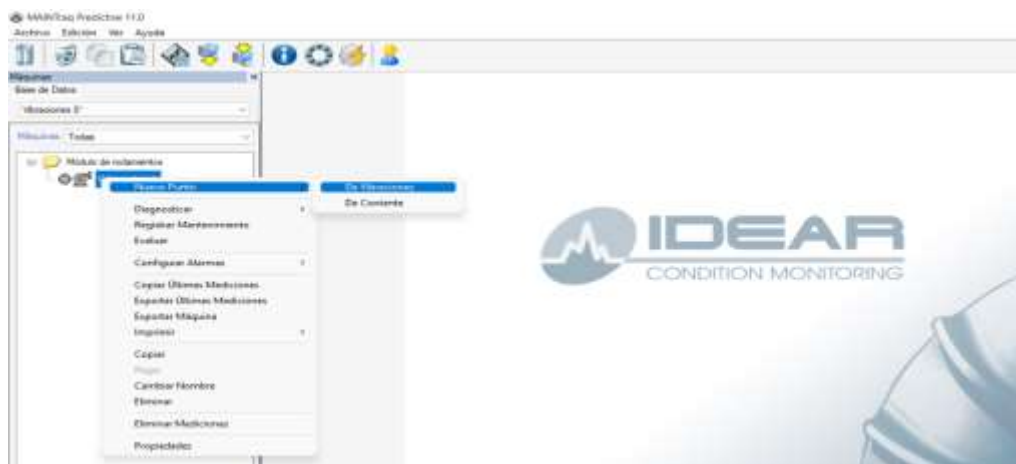 MAINTraq Predictive 11.0
Archivo Edición Ver Ayuda
Máquinas
Base de Datos
Máquinas Todas
Módulo de rodamientos
Nuevo Punto
De Vibraciones
De Corriente
Diagnosticar
Registrar Mantenimiento
Evaluar
Configurar Alarmas
Copiar Últimas Mediciones
Exportar Últimas Mediciones
Exportar Máquina
Imprimir
Copiar
Pegar
Cambiar Nombre
Eliminar
Eliminar Mediciones
Propiedades
IDEAR
CONDITION MONITORING